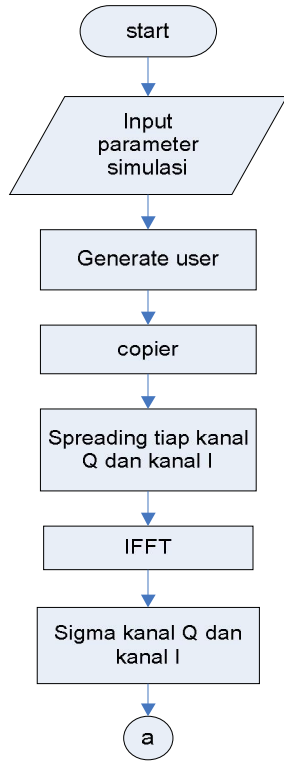 start
Input
parameter
simulasi
Generate user
copier
Spreading tiap kanal
Q dan kanal I
IFFT
Sigma kanal Q dan
kanal I
a